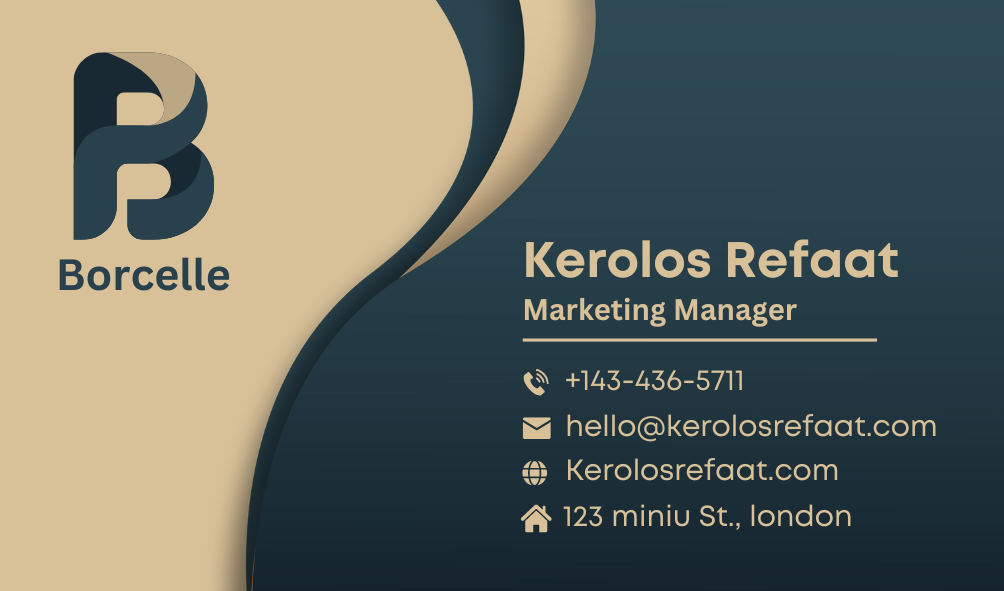 Borcelle
Kerolos Refaat
Marketing Manager
+143-436-5711
hello@kerolosrefaat.com
Kerolosrefaat.com
123 miniu St., london